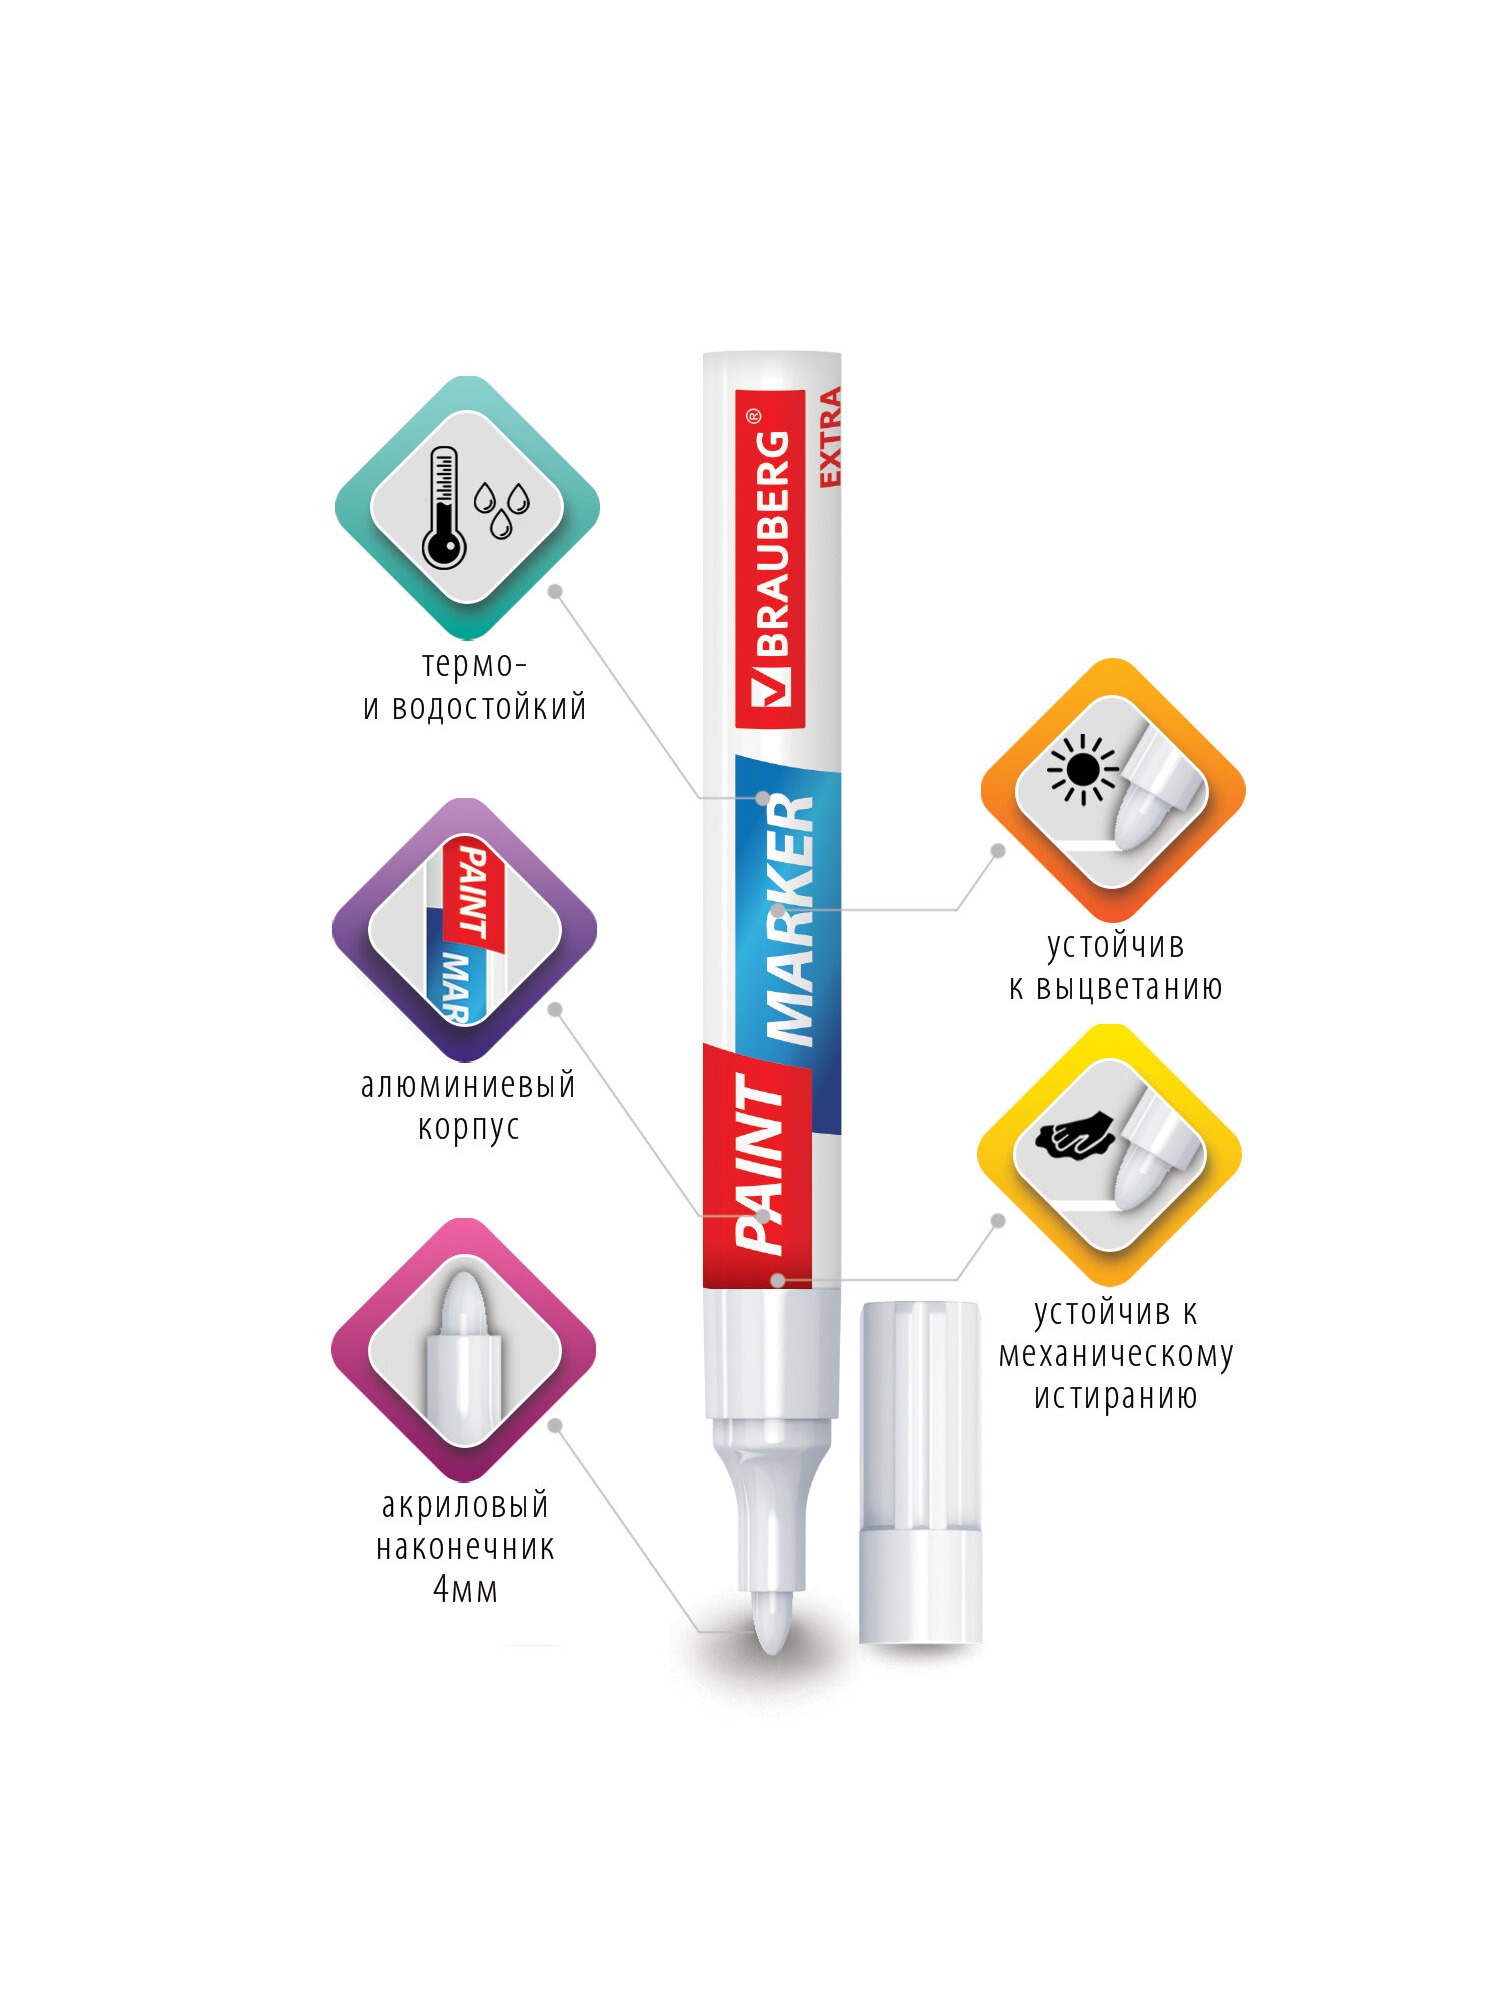 BRAUBERG®
EXTRA
MARKER
PAINT
термо-
и водостойкий
PAINT
MAR
алюминиевый
корпус
акриловый
наконечник
4мм
устойчив
к выцветанию
устойчив к
механическому
истиранию